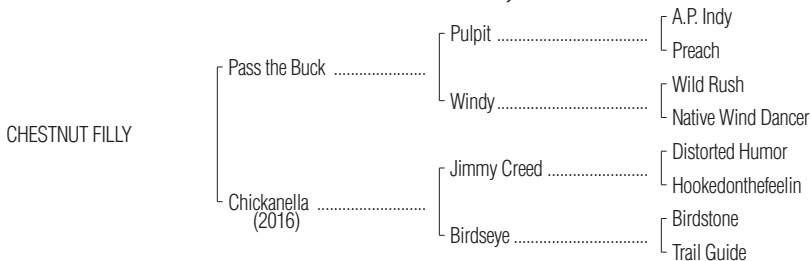 A.P. Indy
Pulpit ..........................................
Preach
Pass the Buck .........................
Wild Rush
Windy..........................................
Native Wind Dancer
CHESTNUT FILLY
Distorted Humor
Jimmy Creed ............................
Hookedonthefeelin
Chickanella ..............................
(2016)
Birdstone
Birdseye .....................................
Trail Guide